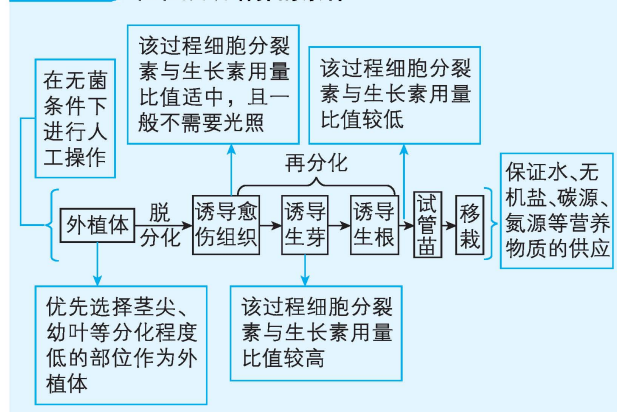 该过程细胞分裂
素与生长素用量
比值适中，且一
般不需要光照
该过程细胞分裂
素与生长素用量
比值较低
在无菌
条件下
进行人
工操作
再分化
外植体
脱
分化
诱导愈
伤组织
诱导
生芽
诱导
生根
试
管
苗
移
栽
保证水、无
机盐、碳源、
氮源等营养
物质的供应
优先选择茎尖、
幼叶等分化程度
低的部位作为外
植体
该过程细胞分裂
素与生长素用量
比值较高